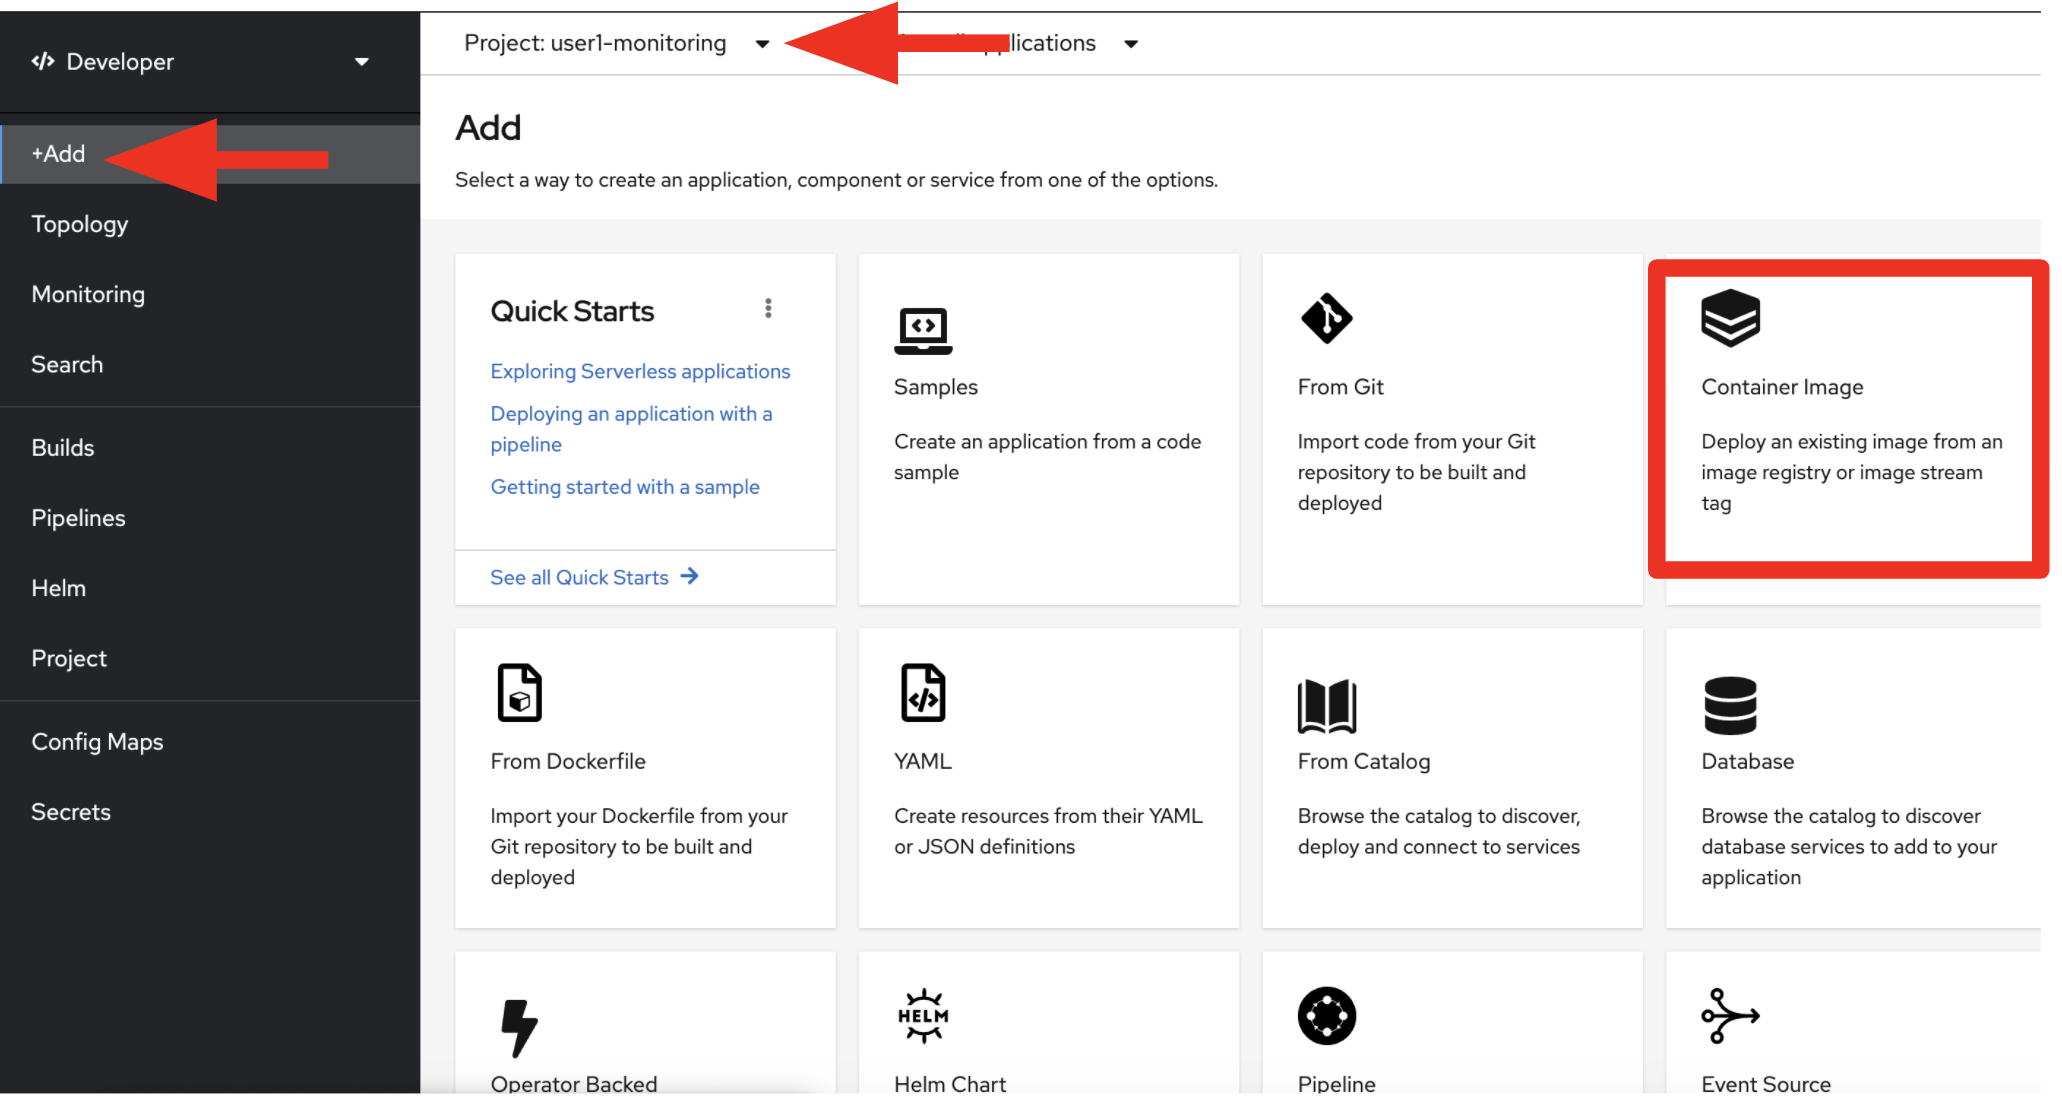 Developer
Project: user1-monitoring
+Add
Topology
Monitoring
Search
Builds
Pipelines
Helm
Project
Config Maps
Secrets
Add
Select a way to create an application, component or service from one of the options.
Quick Starts
Exploring Serverless applications
Deploying an application with a
pipeline
Getting started with a sample
See all Quick Starts
Samples
Create an application from a code
sample
From Git
Import code from your Git
repository to be built and
deployed
Container Image
Deploy an existing image from an
image registry or image stream
tag
From Dockerfile
Import your Dockerfile from your
Git repository to be built and
deployed
YAML
Create resources from their YAML
or JSON definitions
From Catalog
Browse the catalog to discover,
deploy and connect to services
Database
Browse the catalog to discover
database services to add to your
application
Operator Backed
HELM
Helm Chart
Pipeline
Event Source